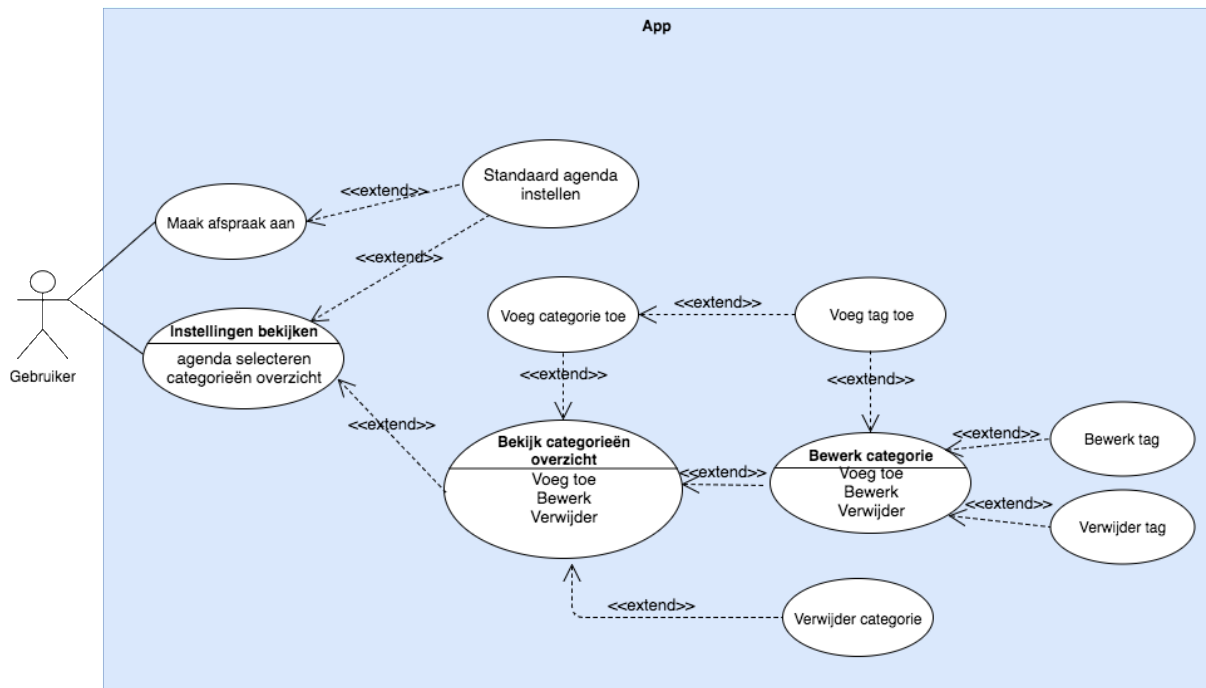 App
Standaard agenda
instellen
<<extend>>
Maak afspraak aan
<<extend>>
Gebruiker
Instellingen bekijken
agenda selecteren
categorieën overzicht
Voeg categorie toe
<<extend>>
Voeg tag toe
<<extend>>
<<extend>>
<<extend>>
Bekijk categorieën
overzicht
Voeg toe
Bewerk
Verwijder
<<extend>>
Bewerk categorie
Voeg toe
Bewerk
Verwijder
<<extend>>
Bewerk tag
<<extend>>
Verwijder tag
<<extend>>
Verwijder categorie